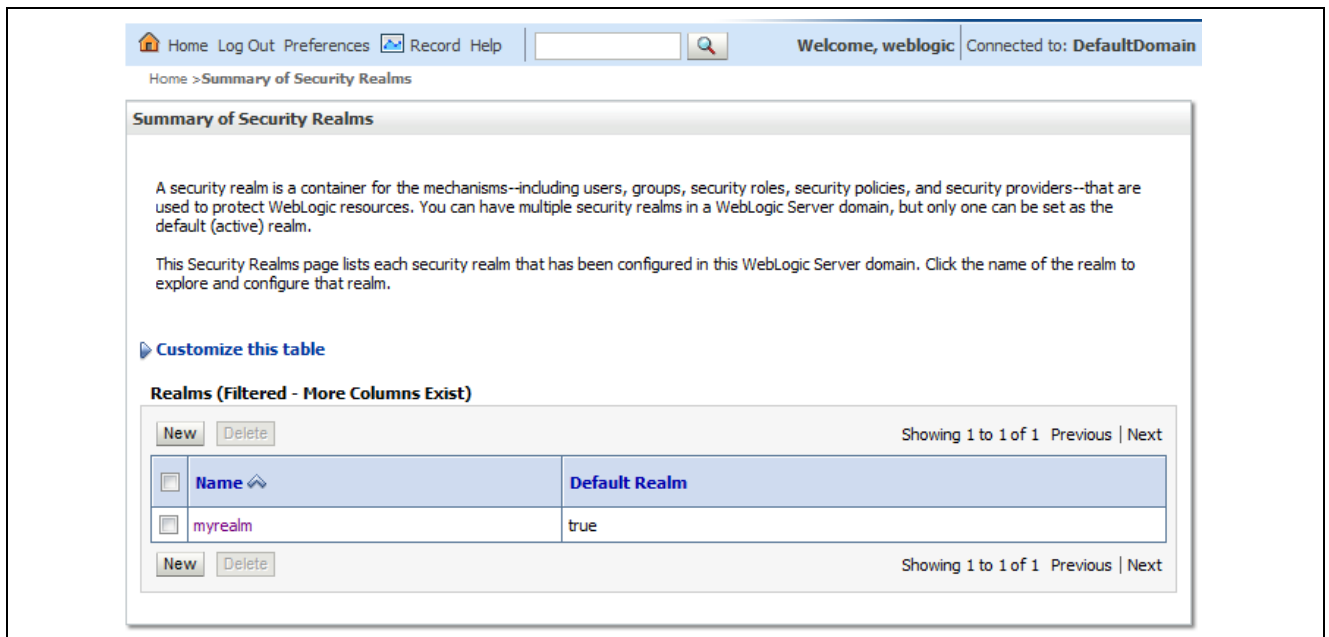 Home Log Out Preferences Record Help
Welcome, weblogic Connected to: DefaultDomain
Home >Summary of Security Realms
Summary of Security Realms
A security realm is a container for the mechanisms--including users, groups, security roles, security policies, and security providers--that are
used to protect WebLogic resources. You can have multiple security realms in a WebLogic Server domain, but only one can be set as the
default (active) realm.
This Security Realms page lists each security realm that has been configured in this WebLogic Server domain. Click the name of the realm to
explore and configure that realm.
Customize this table
Realms (Filtered - More Columns Exist)
New Delete Showing 1 to 1 of 1 Previous | Next
Name Default Realm
myrealm true
New Delete Showing 1 to 1 of 1 Previous | Next